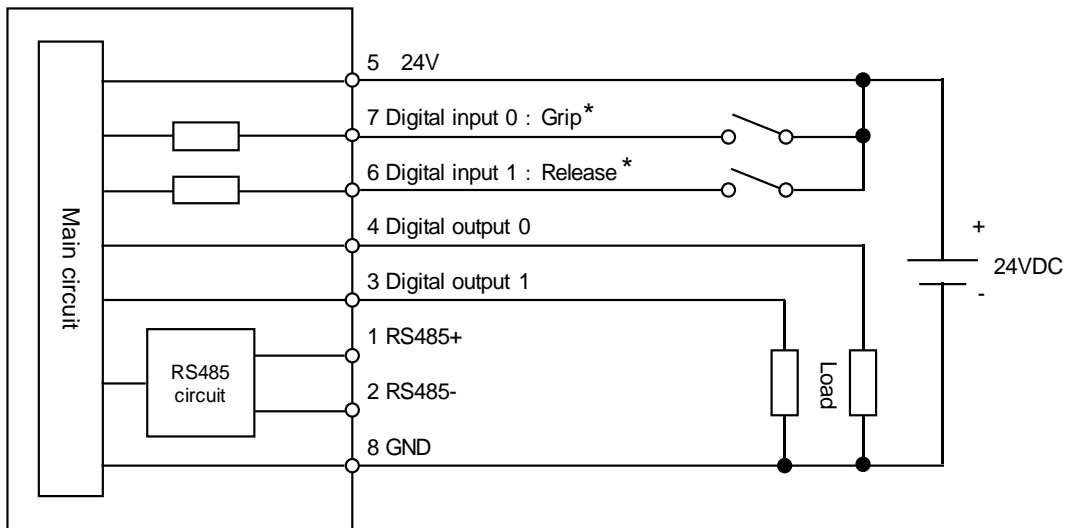 5 24V
7 Digital input 0 : Grip*
6 Digital input 1 : Release*
4 Digital output 0
3 Digital output 1
1 RS485+
2 RS485-
8 GND
Main circuit
RS485
circuit
Load
+
24VDC
-